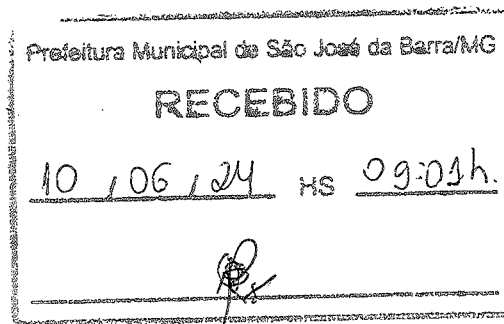 Prefeitura Municipal de São José da Barra/MG
RECEBIDO
10 / 06 / 24 HS 09:01h.